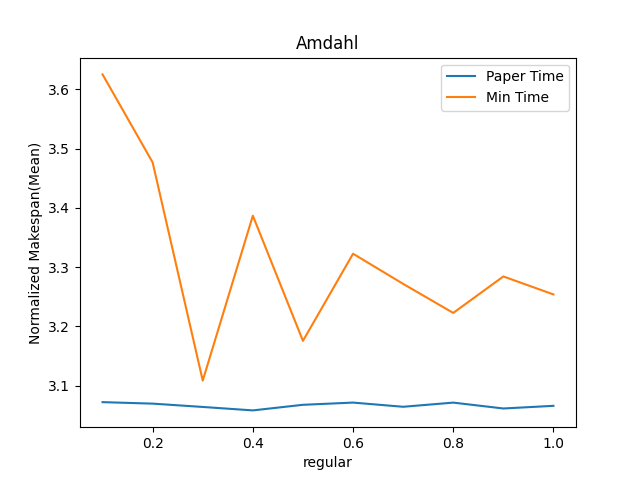 Amdahl
Paper Time
Min Time
3.6
3.5
3.4
3.3
3.2
3.1
Normalized Makespan(Mean)
0.2 0.4 0.6 0.8 1.0
regular